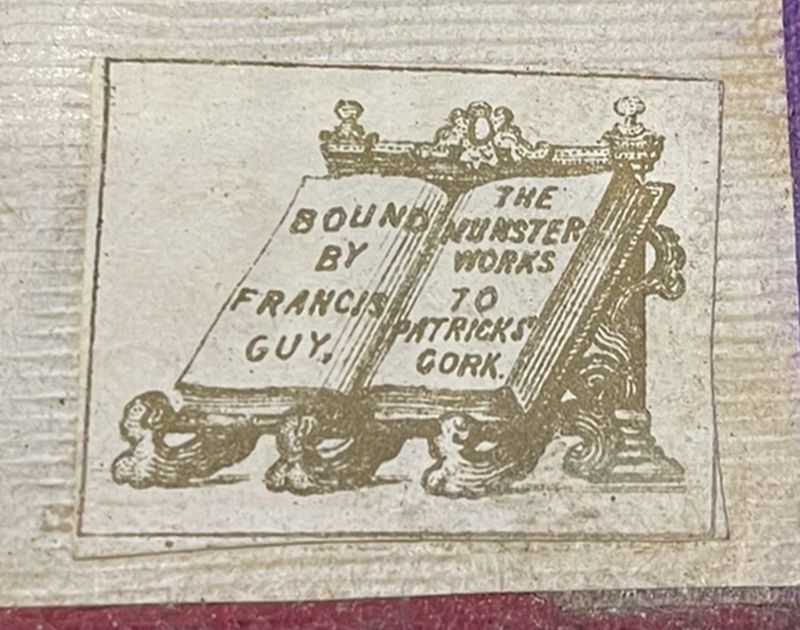 BOUND
BY
FRANCIS
GUY,
THE
MUNSTER
WORKS
70
PATRICKS'
CORK.